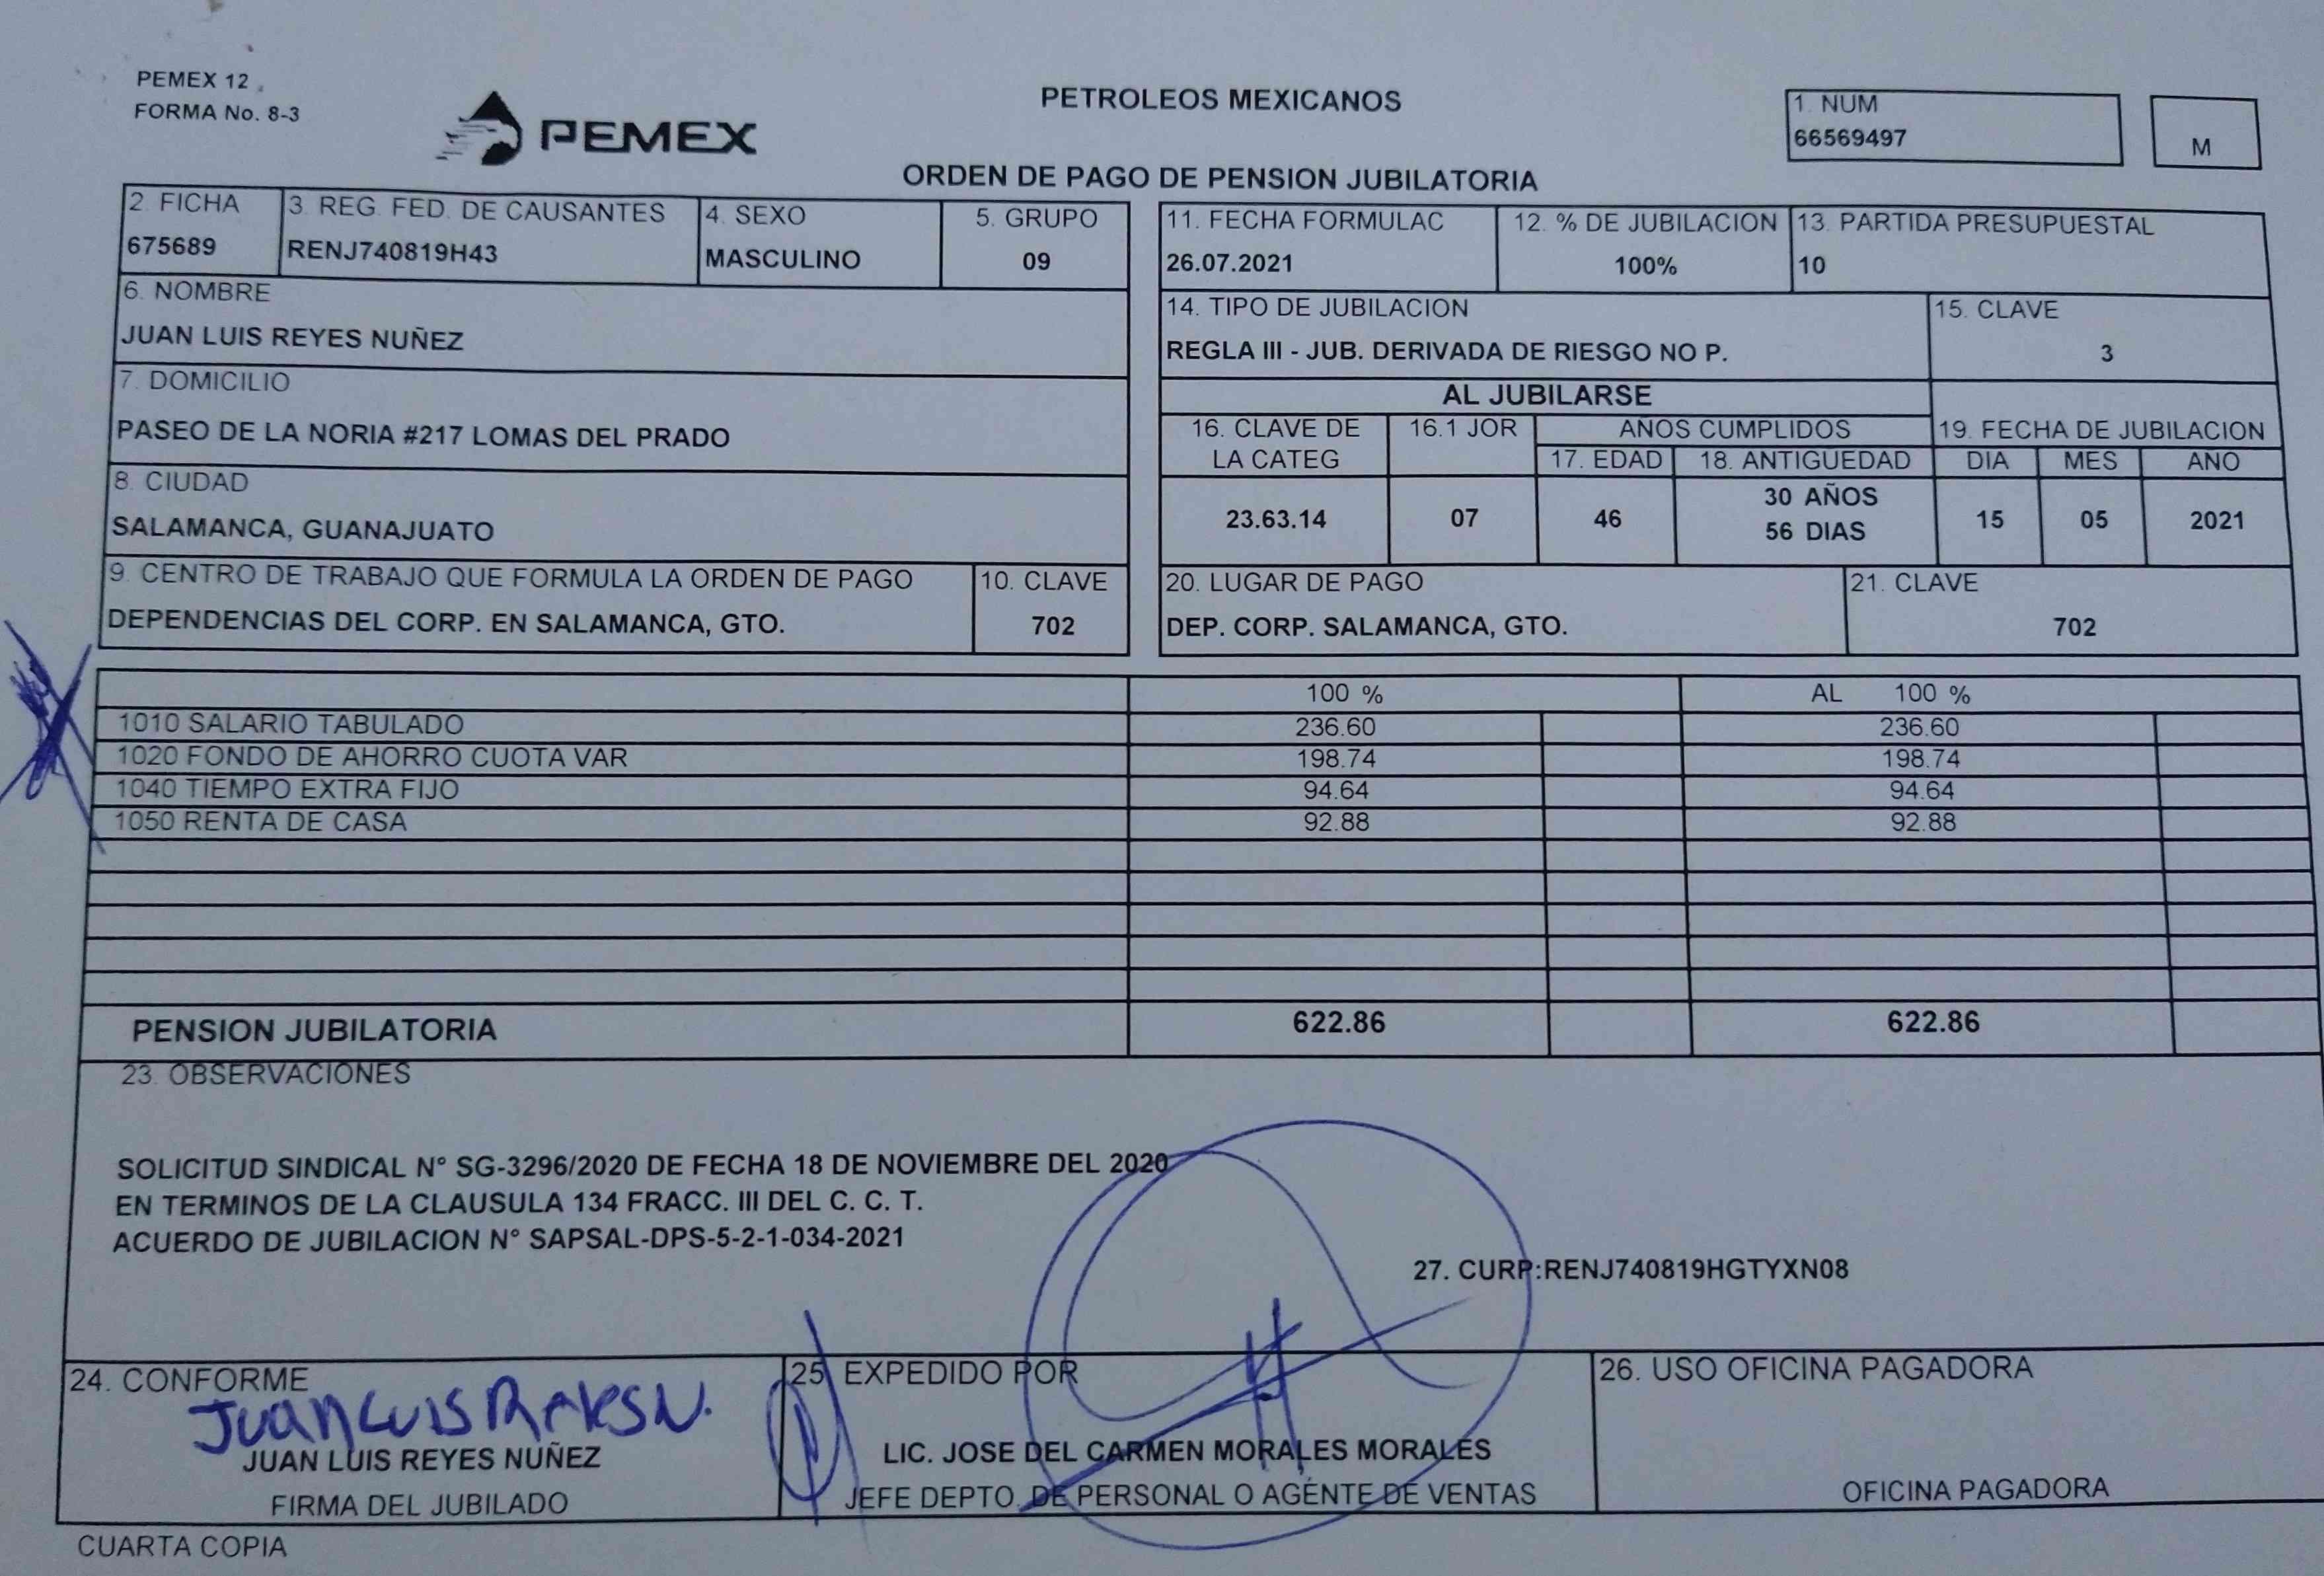 PEMEX 12
FORMA No. 8-3
PEMEX
PETROLEOS MEXICANOS
ORDEN DE PAGO DE PENSION JUBILATORIA
1. NUM
66569497
M
2. FICHA
675689
3. REG. FED. DE CAUSANTES
RENJ740819H43
4. SEXO
MASCULINO
5. GRUPO
09
6. NOMBRE
JUAN LUIS REYES NUÑEZ
7. DOMICILIO
PASEO DE LA NORIA #217 LOMAS DEL PRADO
8. CIUDAD
SALAMANCA, GUANAJUATO
9. CENTRO DE TRABAJO QUE FORMULA LA ORDEN DE PAGO
DEPENDENCIAS DEL CORP. EN SALAMANCA, GTO.
10. CLAVE
702
11. FECHA FORMULAC
26.07.2021
12. % DE JUBILACION
100%
13. PARTIDA PRESUPUESTAL
10
14. TIPO DE JUBILACION
REGLA III - JUB. DERIVADA DE RIESGO NO P.
15. CLAVE
3
AL JUBILARSE
16. CLAVE DE
LA CATEG
23.63.14
16.1 JOR
07
AÑOS CUMPLIDOS
17. EDAD
46
18. ANTIGUEDAD
30 AÑOS
56 DIAS
19. FECHA DE JUBILACION
DIA MES ANO
15 05 2021
20. LUGAR DE PAGO
DEP. CORP. SALAMANCA, GTO.
21. CLAVE
702
100 % AL 100 %
1010 SALARIO TABULADO 236.60 236.60
1020 FONDO DE AHORRO CUOTA VAR 198.74 198.74
1040 TIEMPO EXTRA FIJO 94.64 94.64
1050 RENTA DE CASA 92.88 92.88
PENSION JUBILATORIA 622.86 622.86
23. OBSERVACIONES
SOLICITUD SINDICAL N° SG-3296/2020 DE FECHA 18 DE NOVIEMBRE DEL 2020
EN TERMINOS DE LA CLAUSULA 134 FRACC. III DEL C. C. T.
ACUERDO DE JUBILACION N° SAPSAL-DPS-5-2-1-034-2021
27. CURP:RENJ740819HGTYXN08
24. CONFORME
Juan Luis Reyes N.
JUAN LUIS REYES NUÑEZ
FIRMA DEL JUBILADO
25 EXPEDIDO POR
LIC. JOSE DEL CARMEN MORALES MORALES
JEFE DEPTO. DE PERSONAL O AGENTE DE VENTAS
26. USO OFICINA PAGADORA
OFICINA PAGADORA
CUARTA COPIA